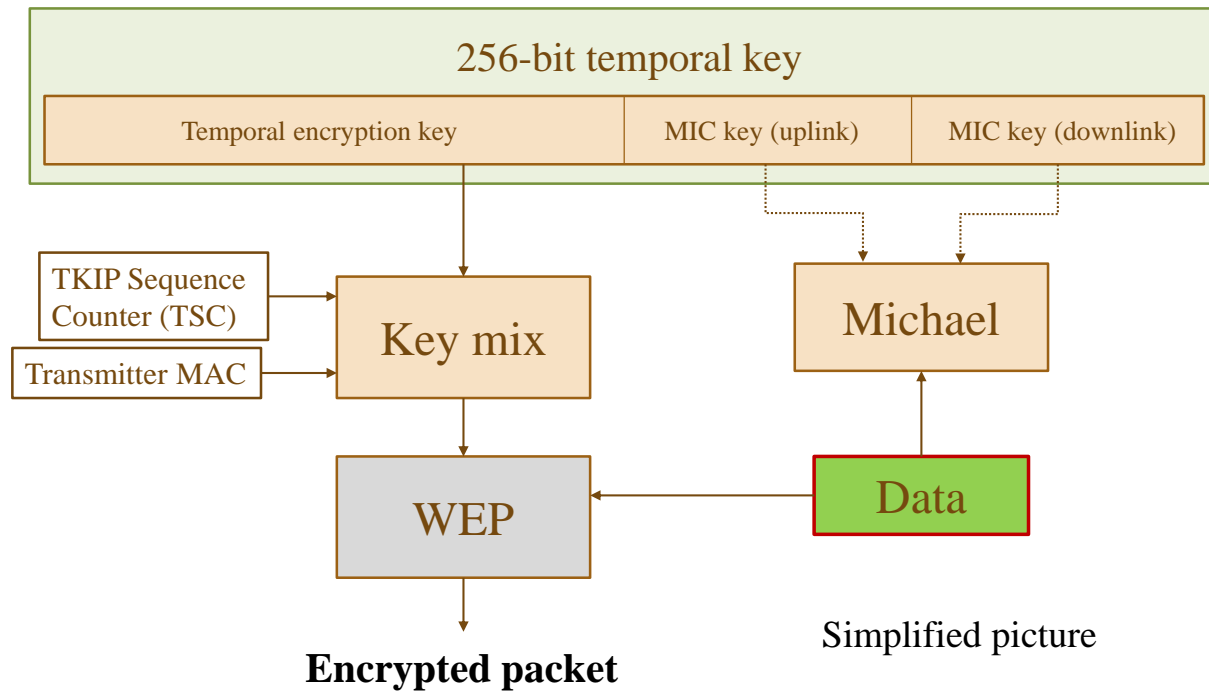 256-bit temporal key
Temporal encryption key
MIC key (uplink)
MIC key (downlink)
TKIP Sequence
Counter (TSC)
Transmitter MAC
Key mix
Michael
WEP
Data
Encrypted packet
Simplified picture